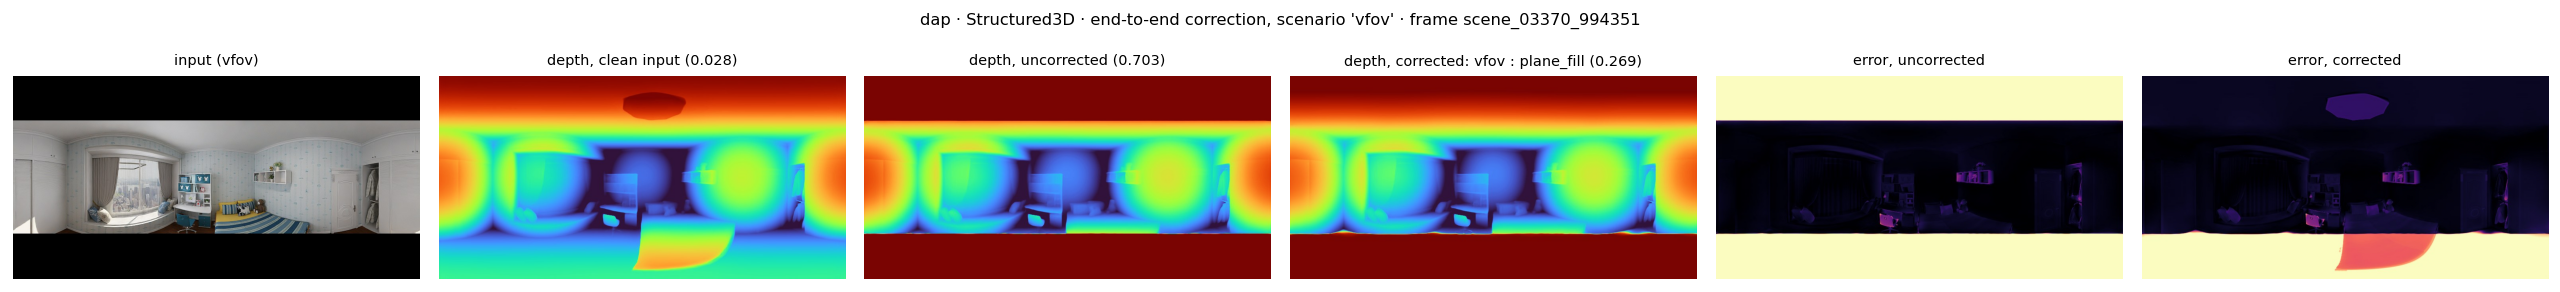 dap · Structured3D · end-to-end correction, scenario 'vfov' · frame scene_03370_994351
input (vfov)
depth, clean input (0.028)
depth, uncorrected (0.703)
depth, corrected: vfov : plane_fill (0.269)
error, uncorrected
error, corrected